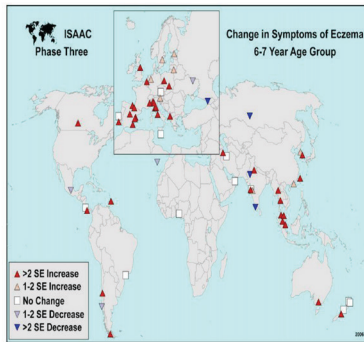 ISAAC
Phase Three
Change in Symptoms of Eczema
6-7 Year Age Group
>2 SE Increase
1-2 SE Increase
No Change
1-2 SE Decrease
>2 SE Decrease